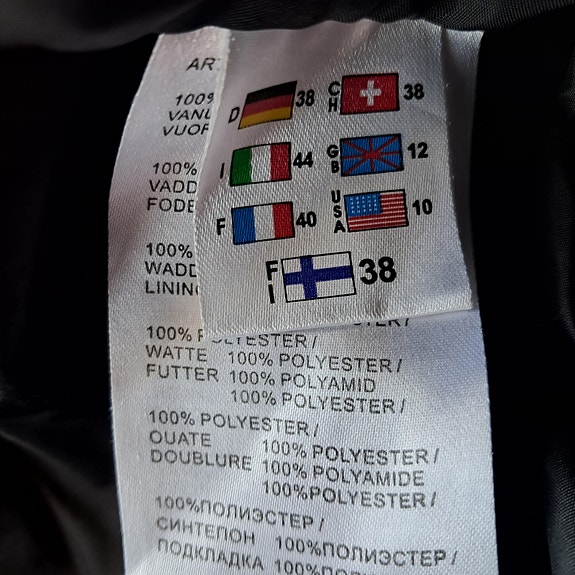 AR
D 38 CH 38
I 44 GB 12
F 40 USA 10
FI 38
100%
VANU
VUOR
100%
VADD
FODE
100%
WADD
LINING
100% POLYESTER/
WATTE 100% POLYESTER/
FUTTER 100% POLYAMID
100% POLYESTER/
100% POLYESTER/
OUATE 100% POLYESTER/
DOUBLURE 100% POLYAMIDE
100%POLYESTER/
100%ПОЛИЭСТЕР/
СИНТЕПОН 100%ПОЛИЭСТЕР/
ПОДКЛАДКА